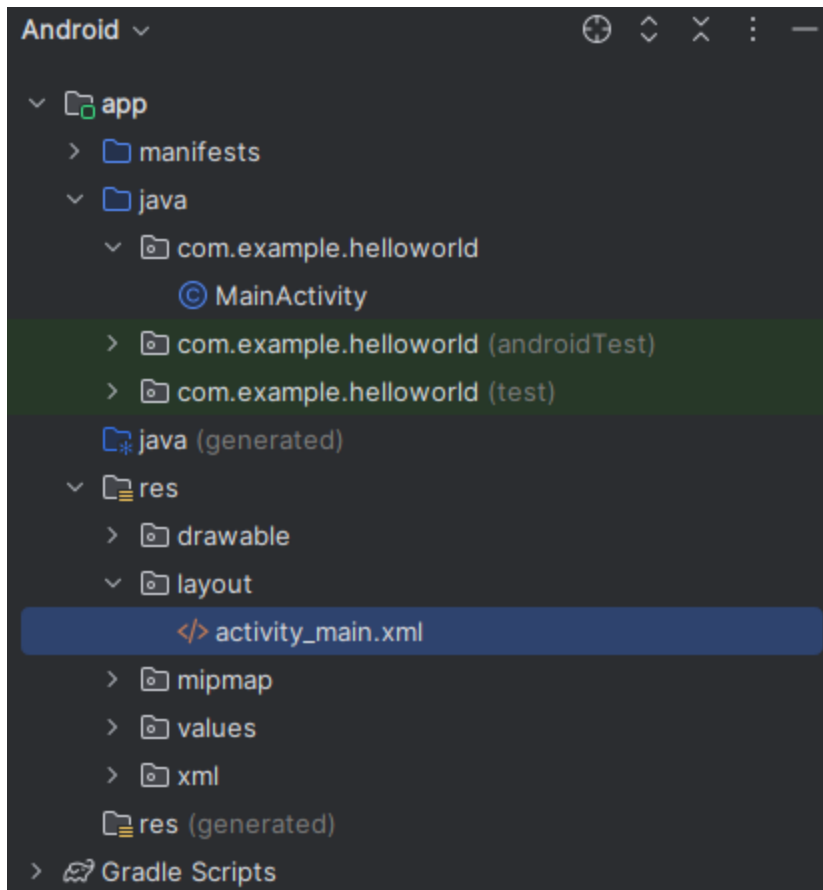 Android
app
manifests
java
com.example.helloworld
MainActivity
com.example.helloworld (androidTest)
com.example.helloworld (test)
java (generated)
res
drawable
layout
</> activity_main.xml
mipmap
values
xml
res (generated)
Gradle Scripts